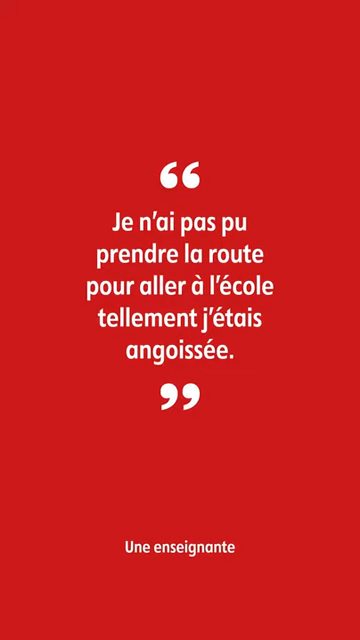 “
Je n’ai pas pu
prendre la route
pour aller à l’école
tellement j’étais
angoissée.
”
Une enseignante